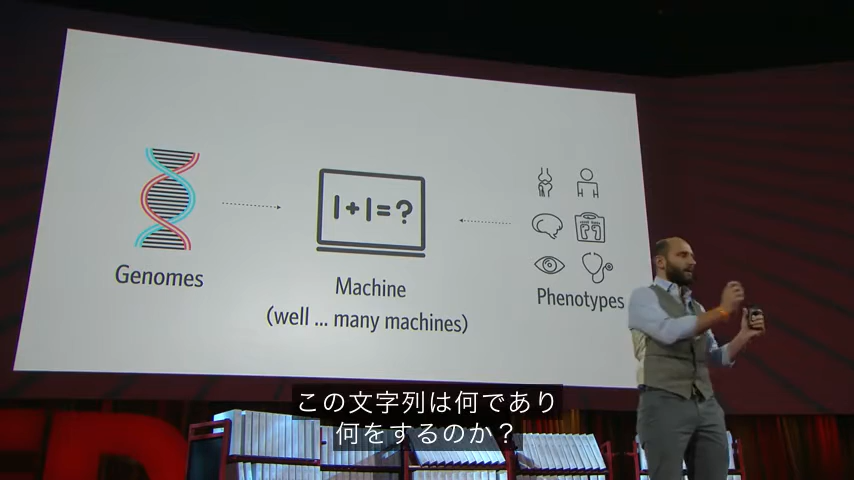 1+1=?
Genomes
Machine
(well ... many machines)
Phenotypes
この文字列は何であり
何をするのか？